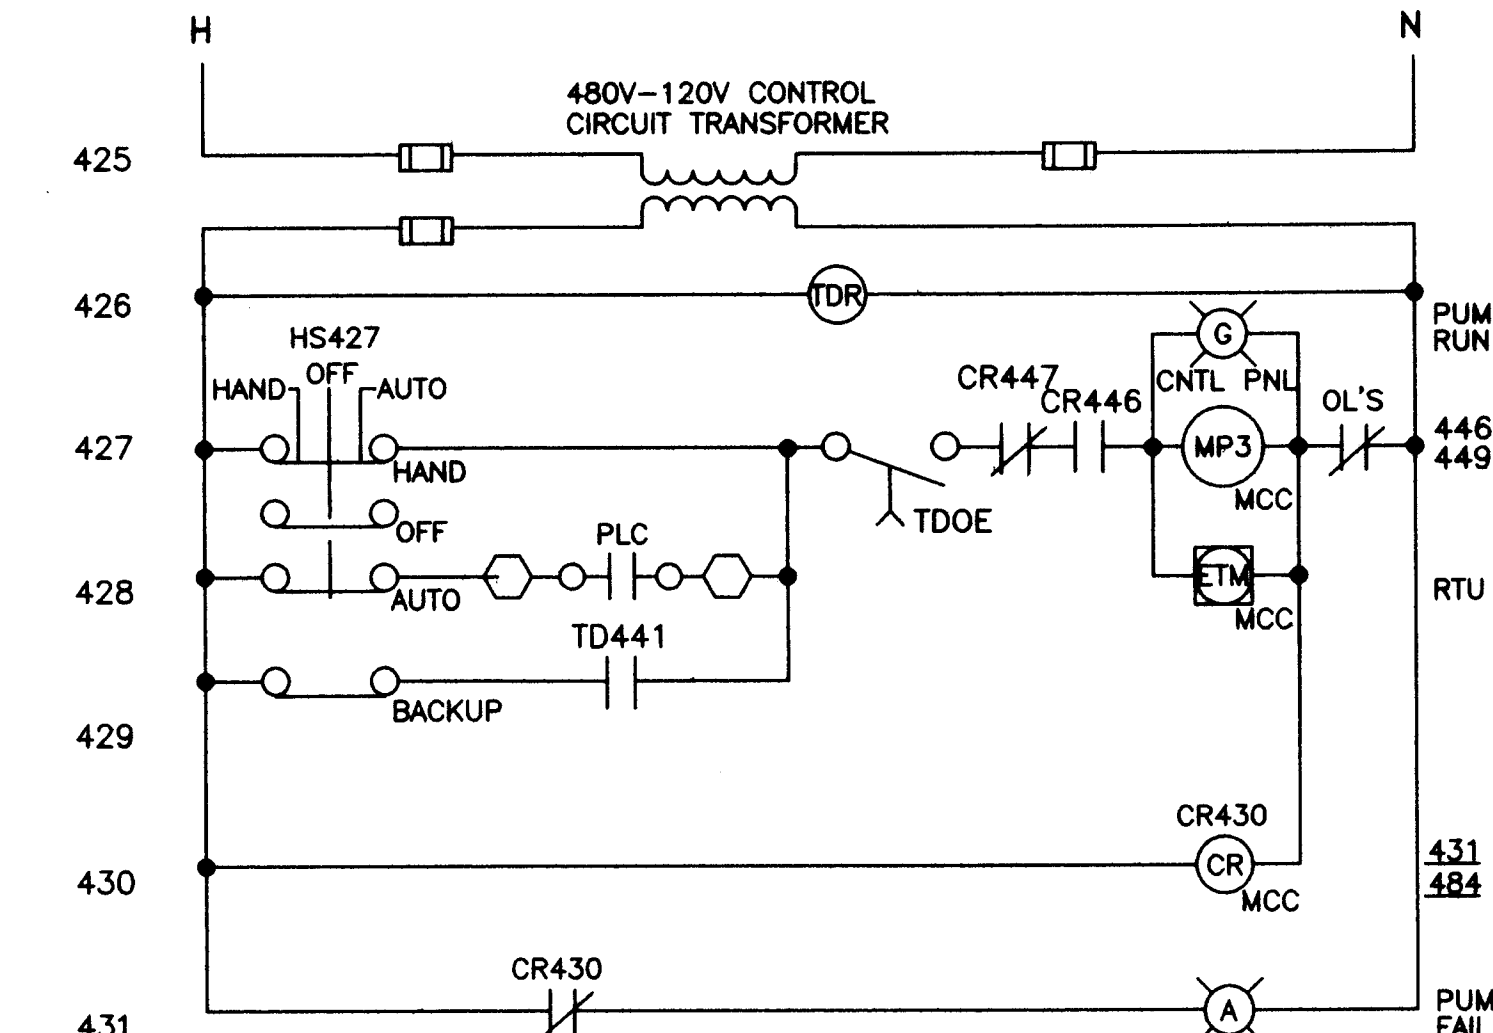 H
N
480V-120V CONTROL
CIRCUIT TRANSFORMER
425
426
TDR
PUM
RUN
HS427
OFF
HAND
AUTO
G
CNTL PNL
CR447
CR446
OL'S
427
HAND
MP3
MCC
446
449
OFF
TDOE
PLC
428
AUTO
ETM
MCC
RTU
TD441
BACKUP
429
CR430
430
CR
MCC
431
484
CR430
431
A
PUM
FAIL